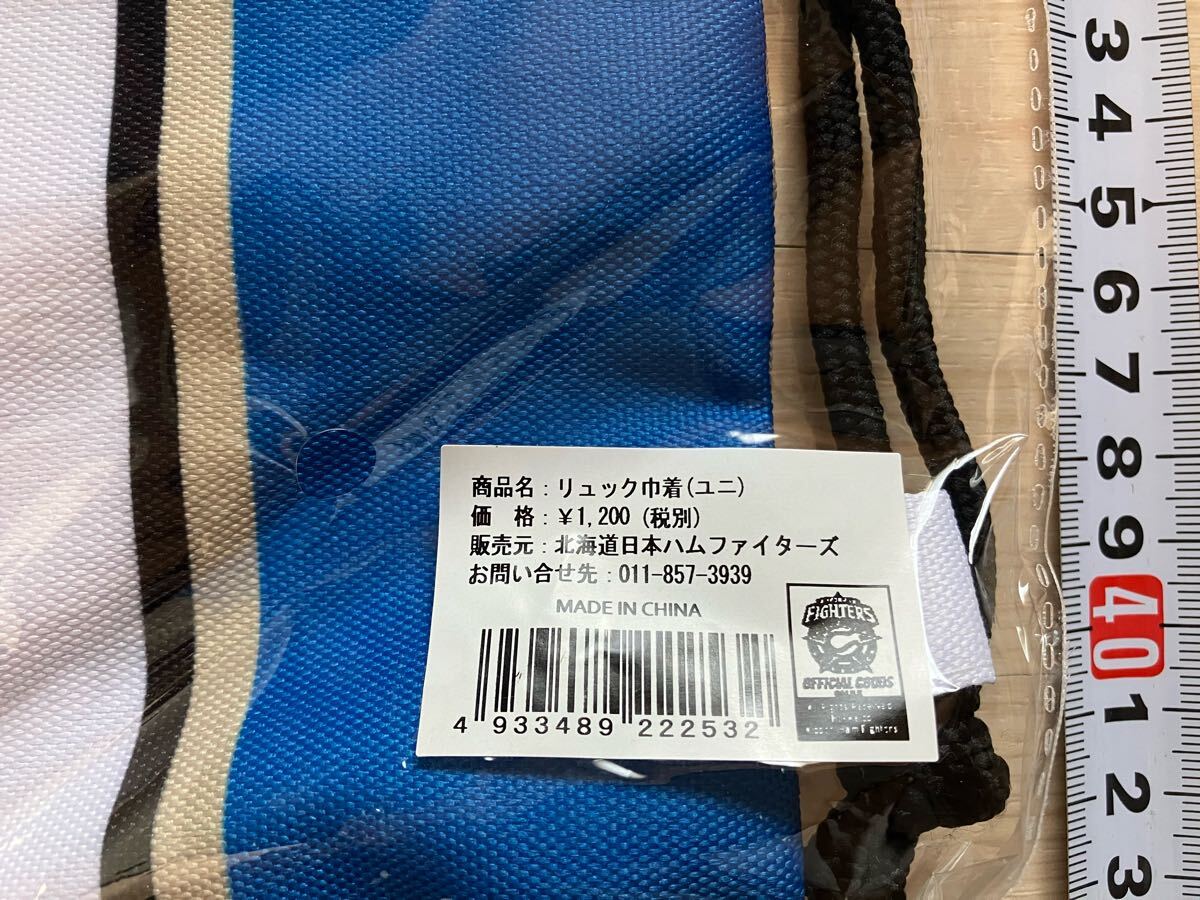 商品名：リュック巾着(ユニ)
価　格：￥1,200 (税別)
販売元：北海道日本ハムファイターズ
お問い合せ先：011-857-3939
MADE IN CHINA
4 933489 222532
FIGHTERS
OFFICIAL GOODS
All Rights Reserved
3
4
5
6
7
8
9
40
1
2
3